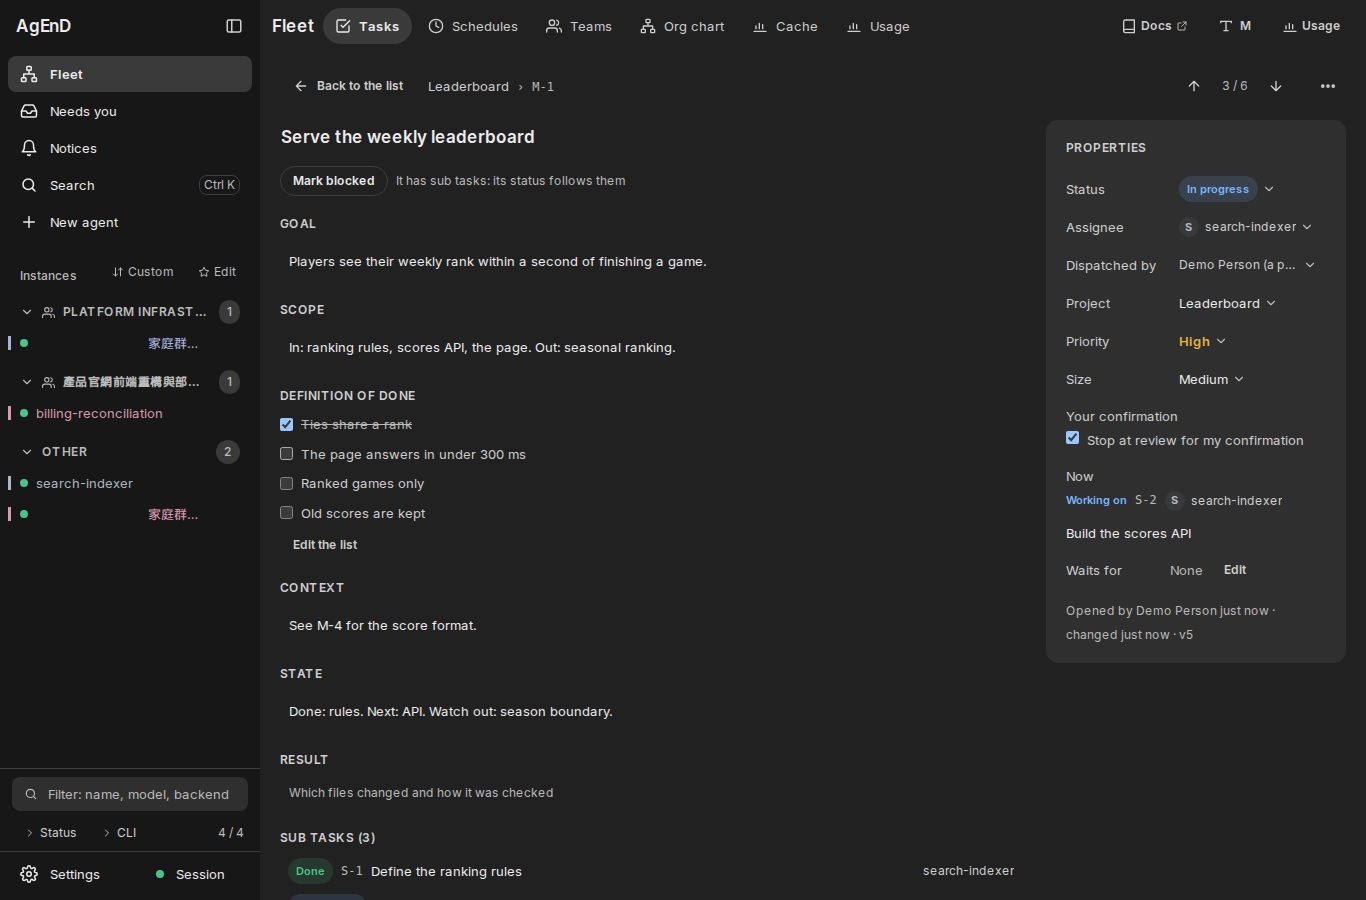 AgEnD
Fleet
Needs you
Notices
Search Ctrl K
New agent
Instances Custom Edit
PLATFORM INFRAST... 1
家庭群...
產品官網前端重構與部... 1
billing-reconciliation
OTHER 2
search-indexer
家庭群...
Filter: name, model, backend
Status CLI 4 / 4
Settings Session
Fleet Tasks Schedules Teams Org chart Cache Usage Docs M Usage
Back to the list Leaderboard › M-1 3 / 6
Serve the weekly leaderboard
Mark blocked It has sub tasks: its status follows them
GOAL
Players see their weekly rank within a second of finishing a game.
SCOPE
In: ranking rules, scores API, the page. Out: seasonal ranking.
DEFINITION OF DONE
Ties share a rank
The page answers in under 300 ms
Ranked games only
Old scores are kept
Edit the list
CONTEXT
See M-4 for the score format.
STATE
Done: rules. Next: API. Watch out: season boundary.
RESULT
Which files changed and how it was checked
SUB TASKS (3)
Done S-1 Define the ranking rules search-indexer
PROPERTIES
Status In progress
Assignee S search-indexer
Dispatched by Demo Person (a p...
Project Leaderboard
Priority High
Size Medium
Your confirmation
Stop at review for my confirmation
Now
Working on S-2 S search-indexer
Build the scores API
Waits for None Edit
Opened by Demo Person just now ·
changed just now · v5